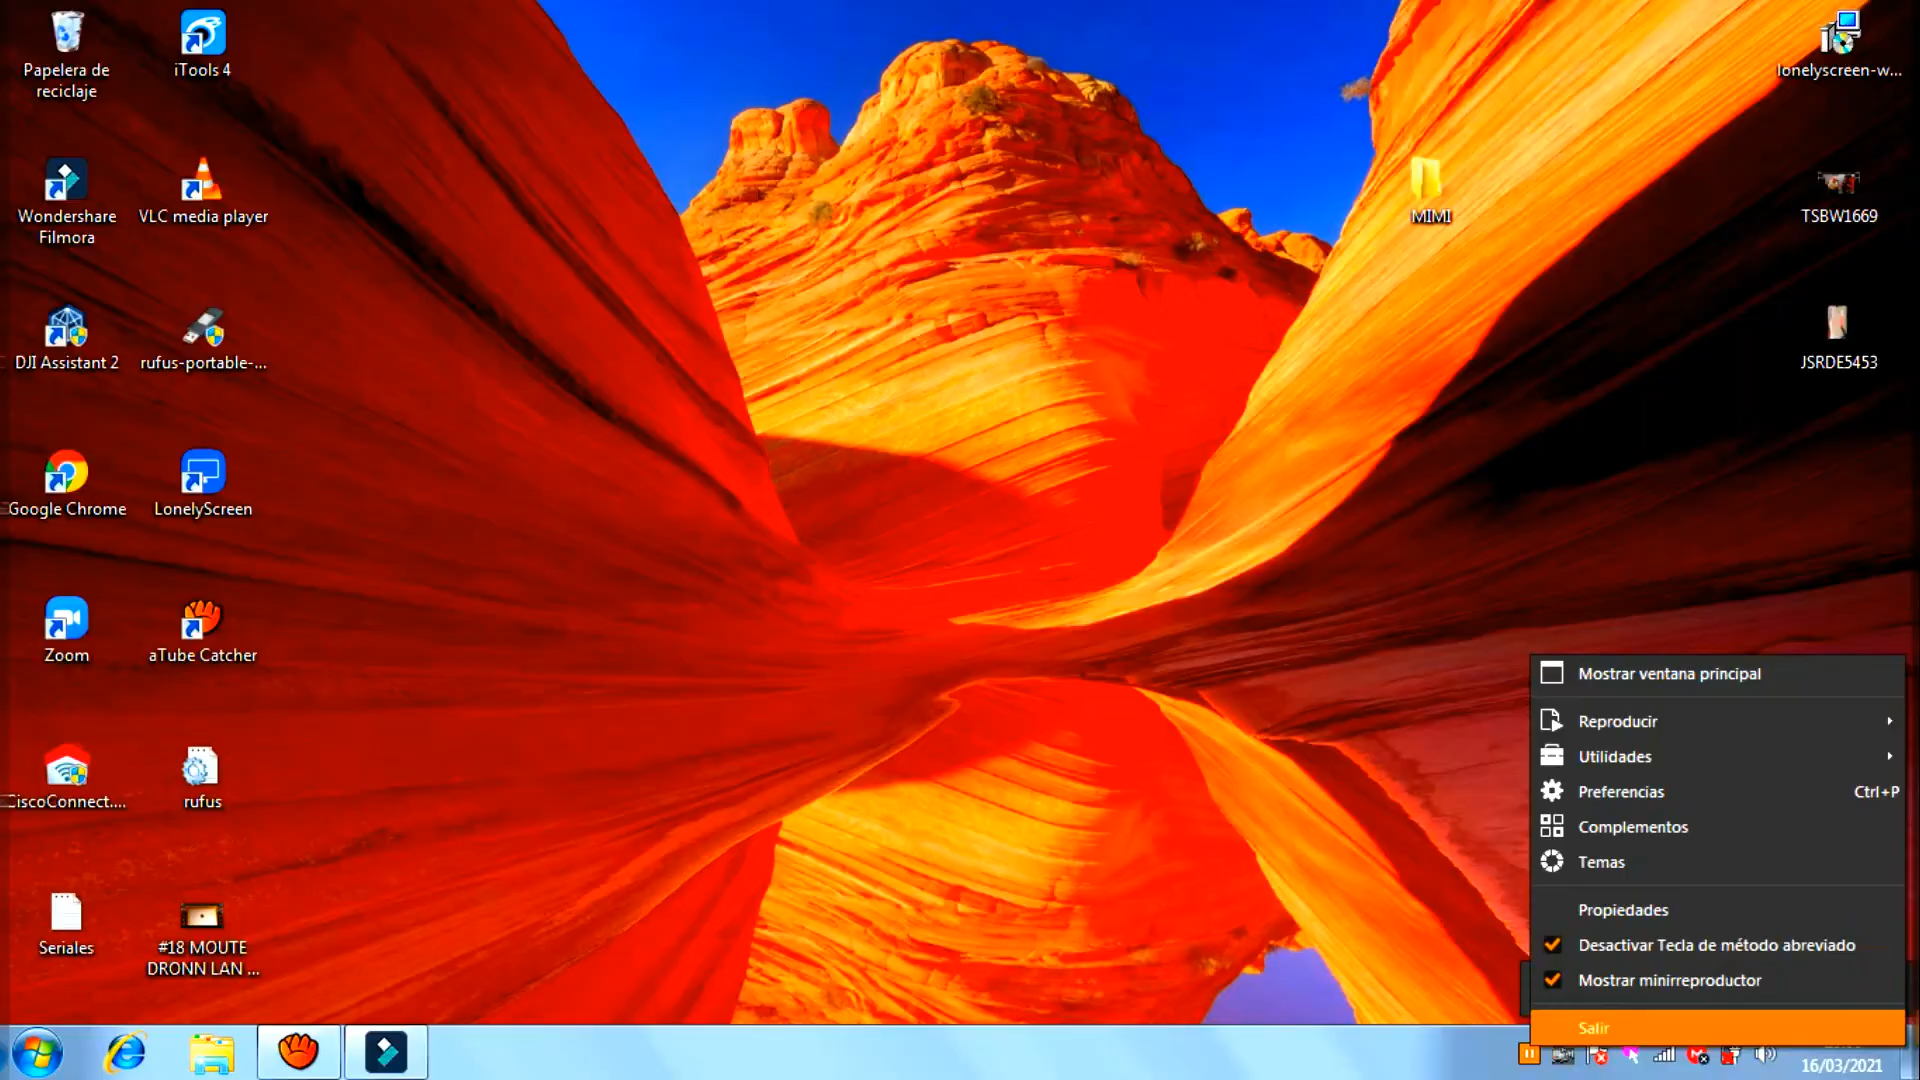 Papelera de
reciclaje
iTools 4
Wondershare
Filmora
VLC media player
DJI Assistant 2
rufus-portable-...
Google Chrome
LonelyScreen
Zoom
aTube Catcher
CiscoConnect....
rufus
Seriales
#18 MOUTE
DRONN LAN ...
MIMI
lonelyscreen-w...
TSBW1669
JSRDE5453
Mostrar ventana principal
Reproducir
Utilidades
Preferencias Ctrl+P
Complementos
Temas
Propiedades
Desactivar Tecla de método abreviado
Mostrar minirreproductor
Salir
16/03/2021